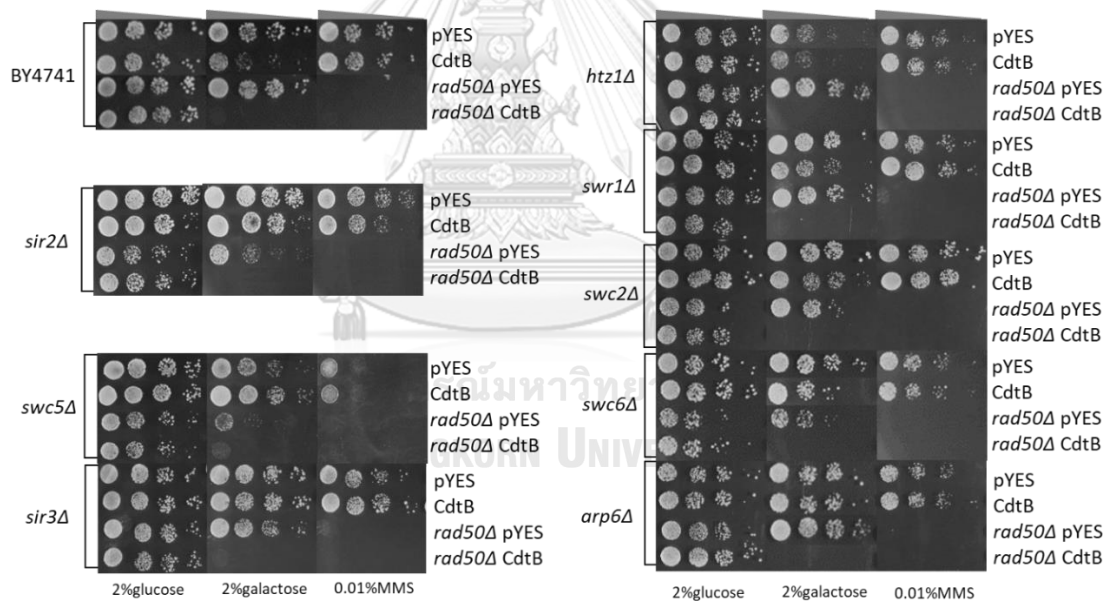 BY4741
pYES
CdtB
rad50Δ pYES
rad50Δ CdtB
sir2Δ
pYES
CdtB
rad50Δ pYES
rad50Δ CdtB
swc5Δ
pYES
CdtB
rad50Δ pYES
rad50Δ CdtB
sir3Δ
pYES
CdtB
rad50Δ pYES
rad50Δ CdtB
2%glucose 2%galactose 0.01%MMS
htz1Δ
pYES
CdtB
rad50Δ pYES
rad50Δ CdtB
swr1Δ
pYES
CdtB
rad50Δ pYES
rad50Δ CdtB
swc2Δ
pYES
CdtB
rad50Δ pYES
rad50Δ CdtB
swc6Δ
pYES
CdtB
rad50Δ pYES
rad50Δ CdtB
arp6Δ
pYES
CdtB
rad50Δ pYES
rad50Δ CdtB
2%glucose 2%galactose 0.01%MMS